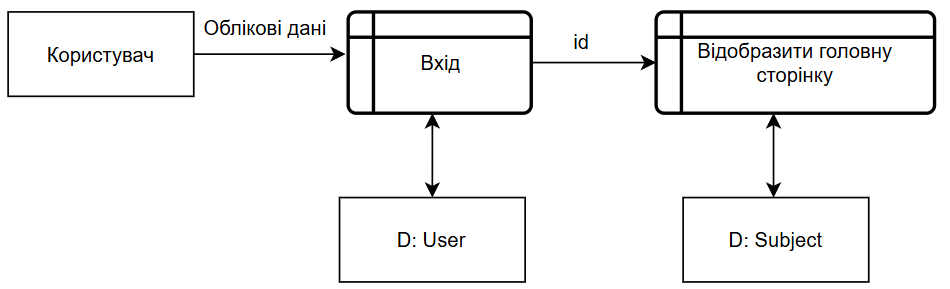 Користувач
Облікові дані
Вхід
id
Відобразити головну
сторінку
D: User
D: Subject